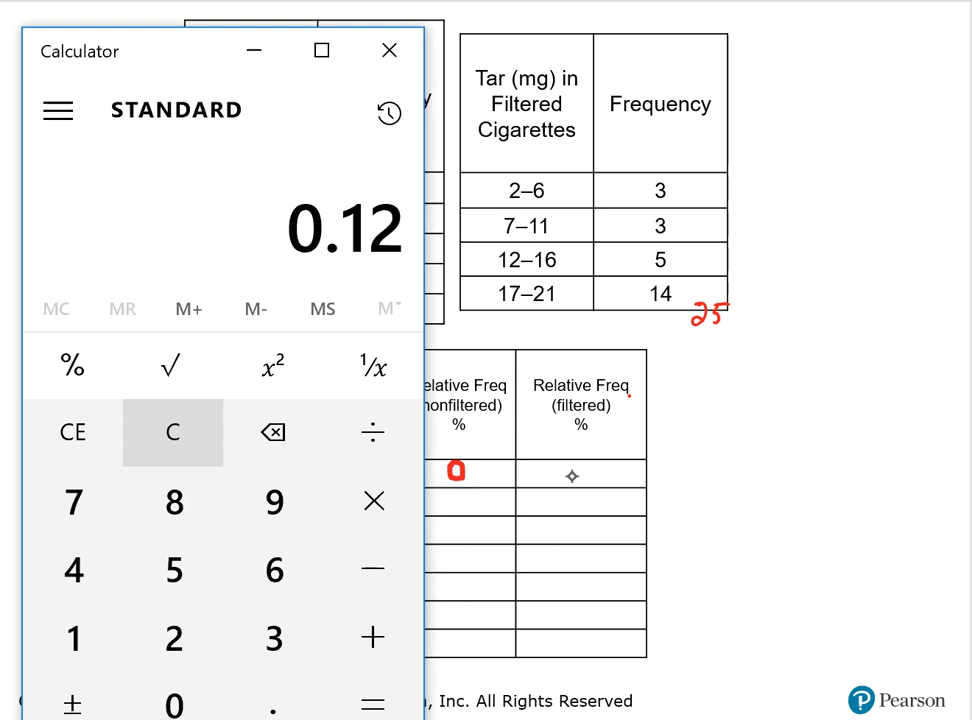 Calculator
STANDARD
0.12
MC MR M+ M- MS
% √ x² ¹/x
CE C ÷
7 8 9 ×
4 5 6 −
1 2 3 +
± 0 . =
y
Tar (mg) in
Filtered
Cigarettes
Frequency
2–6 3
7–11 3
12–16 5
17–21 14
25
elative Freq
nonfiltered)
%
Relative Freq.
(filtered)
%
0
, Inc. All Rights Reserved
P Pearson